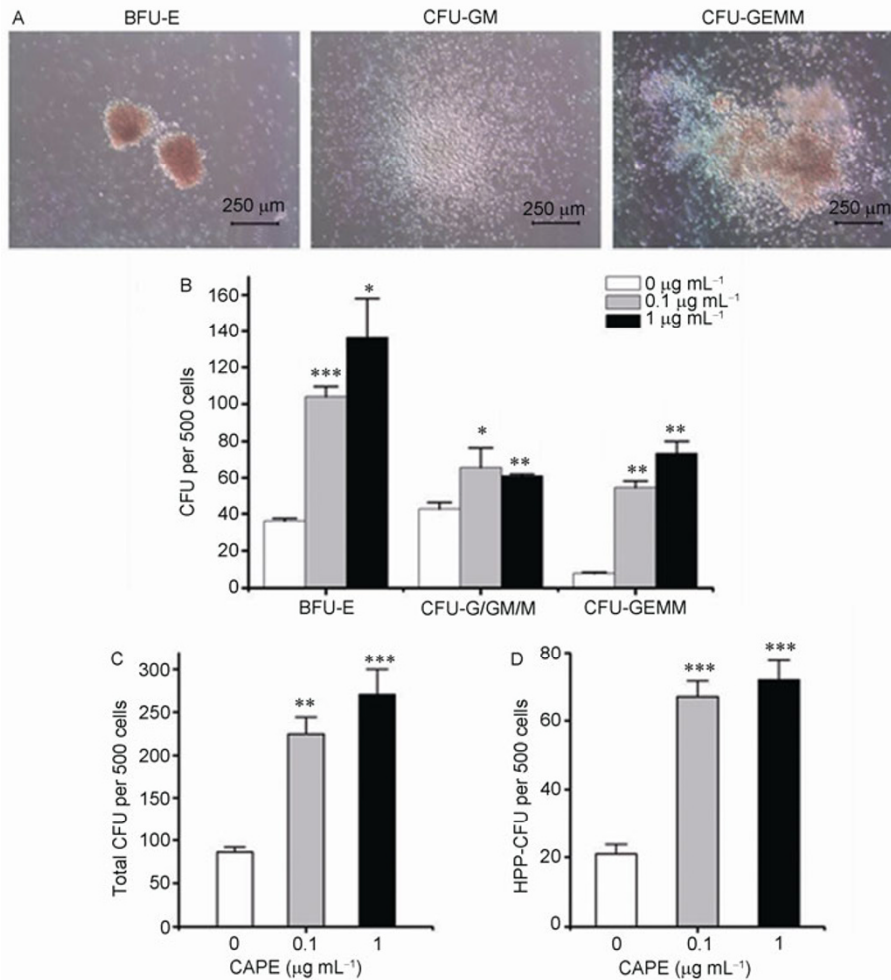 A
BFU-E
CFU-GM
CFU-GEMM
250 μm
250 μm
250 μm
B
CFU per 500 cells
160
140
120
100
80
60
40
20
0
0 μg mL⁻¹
0.1 μg mL⁻¹
1 μg mL⁻¹
***
*
*
**
**
**
BFU-E
CFU-G/GM/M
CFU-GEMM
C
Total CFU per 500 cells
300
250
200
150
100
50
0
**
***
0 0.1 1
CAPE (μg mL⁻¹)
D
HPP-CFU per 500 cells
80
60
40
20
0
***
***
0 0.1 1
CAPE (μg mL⁻¹)